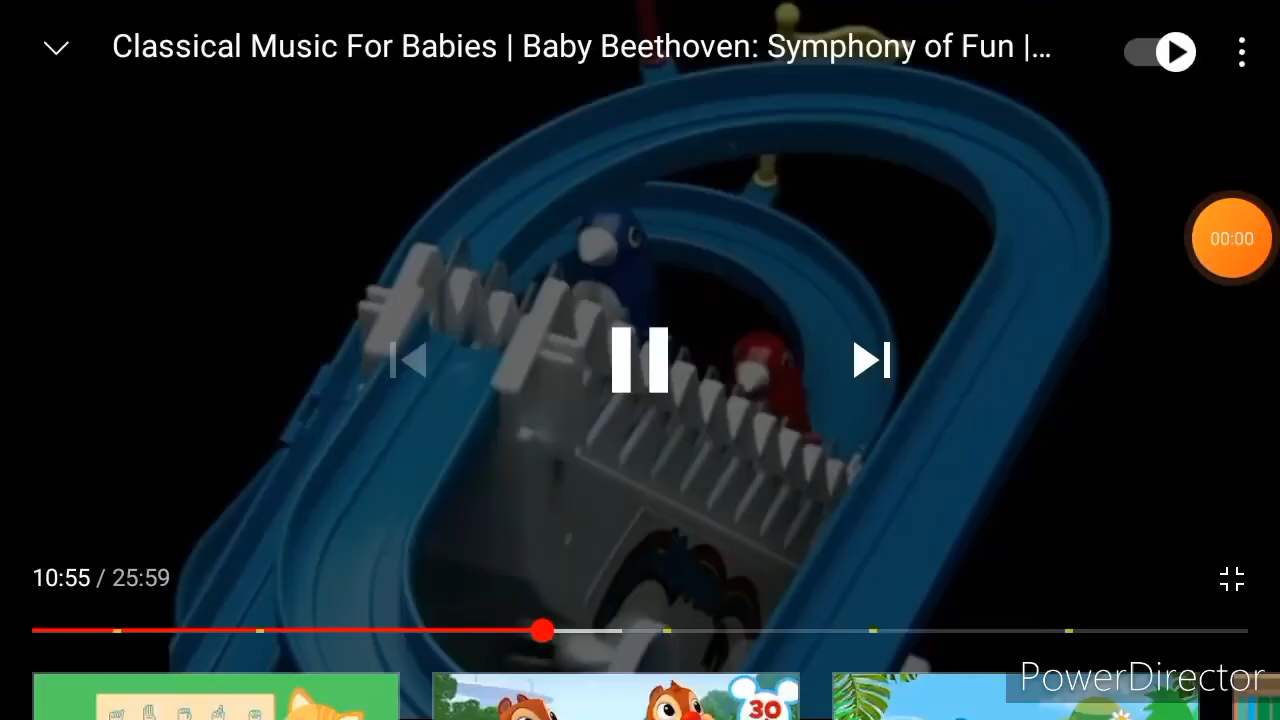 Classical Music For Babies | Baby Beethoven: Symphony of Fun |...
00:00
10:55 / 25:59
30
PowerDirector